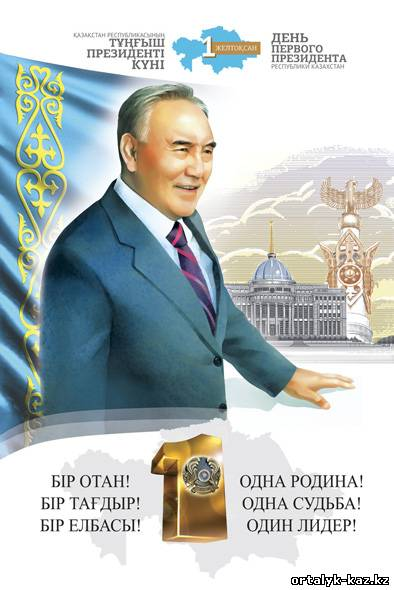 ҚАЗАҚСТАН РЕСПУБЛИКАСЫНЫҢ
ТҰҢҒЫШ
ПРЕЗИДЕНТІ
КҮНІ
1 ЖЕЛТОҚСАН
ДЕНЬ
ПЕРВОГО
ПРЕЗИДЕНТА
РЕСПУБЛИКИ КАЗАХСТАН
БІР ОТАН!
БІР ТАҒДЫР!
БІР ЕЛБАСЫ!
ОДНА РОДИНА!
ОДНА СУДЬБА!
ОДИН ЛИДЕР!
ortalyk-kaz.kz